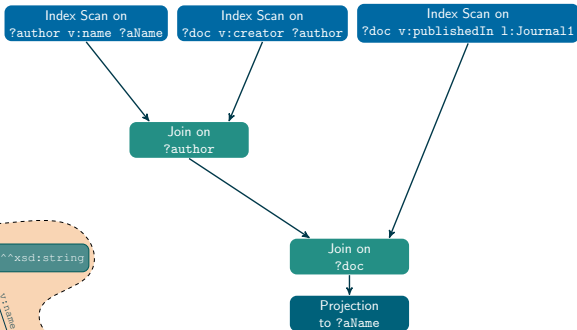 Index Scan on
?author v:name ?aName
Index Scan on
?doc v:creator ?author
Index Scan on
?doc v:publishedIn l:Journal1
Join on
?author
Join on
?doc
^^xsd:string
v:name
Projection
to ?aName